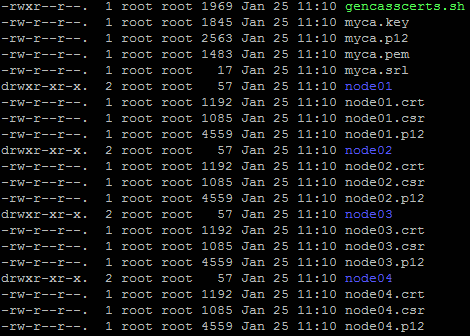 -rwxr--r--. 1 root root 1969 Jan 25 11:10 gencasscerts.sh
-rw-r--r--. 1 root root 1845 Jan 25 11:10 myca.key
-rw-r--r--. 1 root root 2563 Jan 25 11:10 myca.p12
-rw-r--r--. 1 root root 1483 Jan 25 11:10 myca.pem
-rw-r--r--. 1 root root 17 Jan 25 11:10 myca.srl
drwxr-xr-x. 2 root root 57 Jan 25 11:10 node01
-rw-r--r--. 1 root root 1192 Jan 25 11:10 node01.crt
-rw-r--r--. 1 root root 1085 Jan 25 11:10 node01.csr
-rw-r--r--. 1 root root 4559 Jan 25 11:10 node01.p12
drwxr-xr-x. 2 root root 57 Jan 25 11:10 node02
-rw-r--r--. 1 root root 1192 Jan 25 11:10 node02.crt
-rw-r--r--. 1 root root 1085 Jan 25 11:10 node02.csr
-rw-r--r--. 1 root root 4559 Jan 25 11:10 node02.p12
drwxr-xr-x. 2 root root 57 Jan 25 11:10 node03
-rw-r--r--. 1 root root 1192 Jan 25 11:10 node03.crt
-rw-r--r--. 1 root root 1085 Jan 25 11:10 node03.csr
-rw-r--r--. 1 root root 4559 Jan 25 11:10 node03.p12
drwxr-xr-x. 2 root root 57 Jan 25 11:10 node04
-rw-r--r--. 1 root root 1192 Jan 25 11:10 node04.crt
-rw-r--r--. 1 root root 1085 Jan 25 11:10 node04.csr
-rw-r--r--. 1 root root 4559 Jan 25 11:10 node04.p12